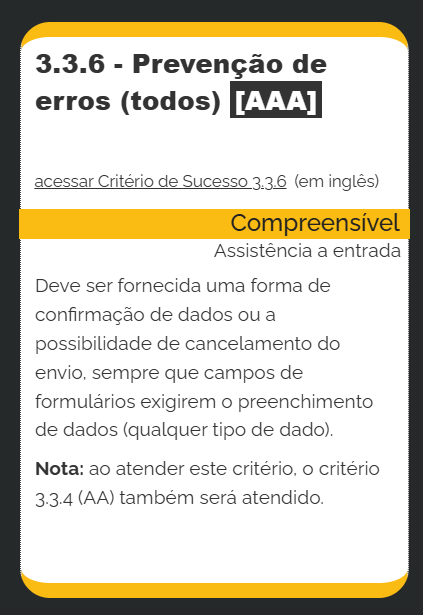 3.3.6 - Prevenção de
erros (todos) [AAA]
acessar Critério de Sucesso 3.3.6 (em inglês)
Compreensível
Assistência a entrada
Deve ser fornecida uma forma de
confirmação de dados ou a
possibilidade de cancelamento do
envio, sempre que campos de
formulários exigirem o preenchimento
de dados (qualquer tipo de dado).
Nota: ao atender este critério, o critério
3.3.4 (AA) também será atendido.